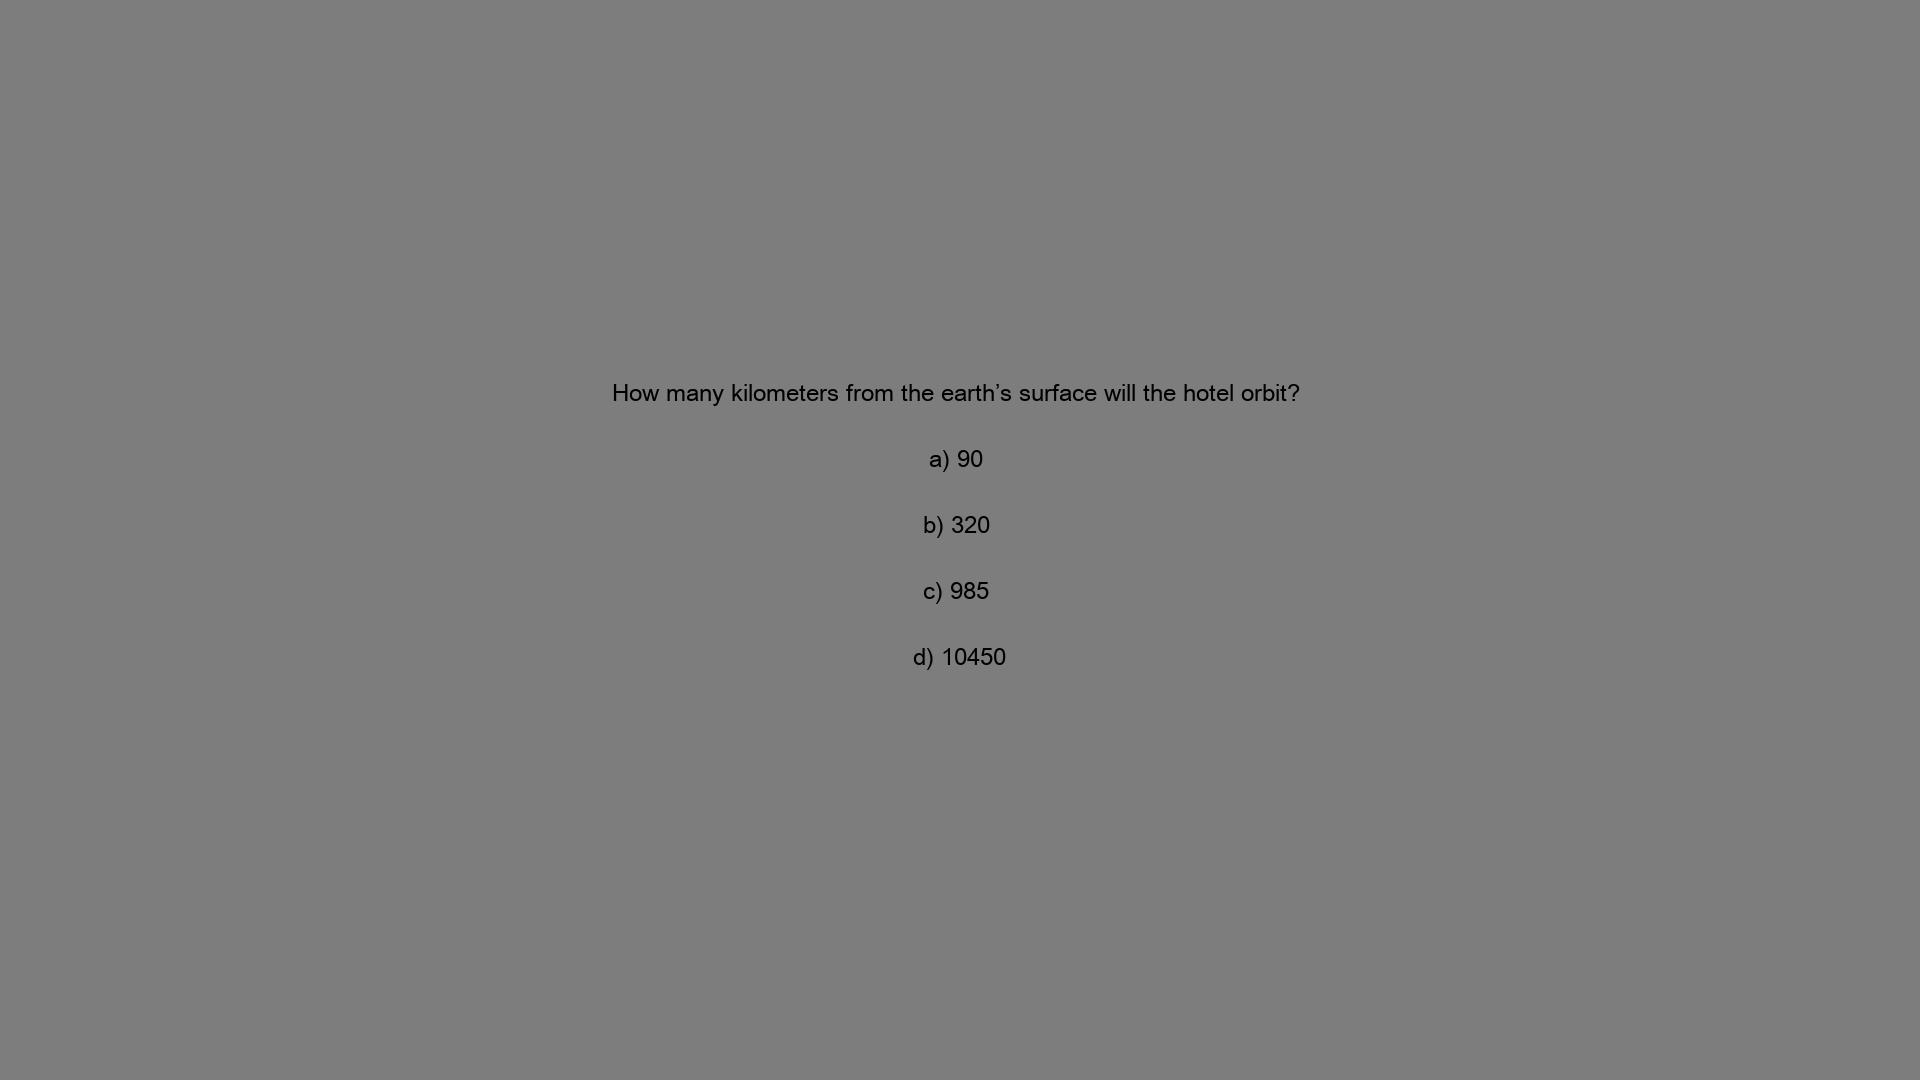 How many kilometers from the earth’s surface will the hotel orbit?
a) 90
b) 320
c) 985
d) 10450